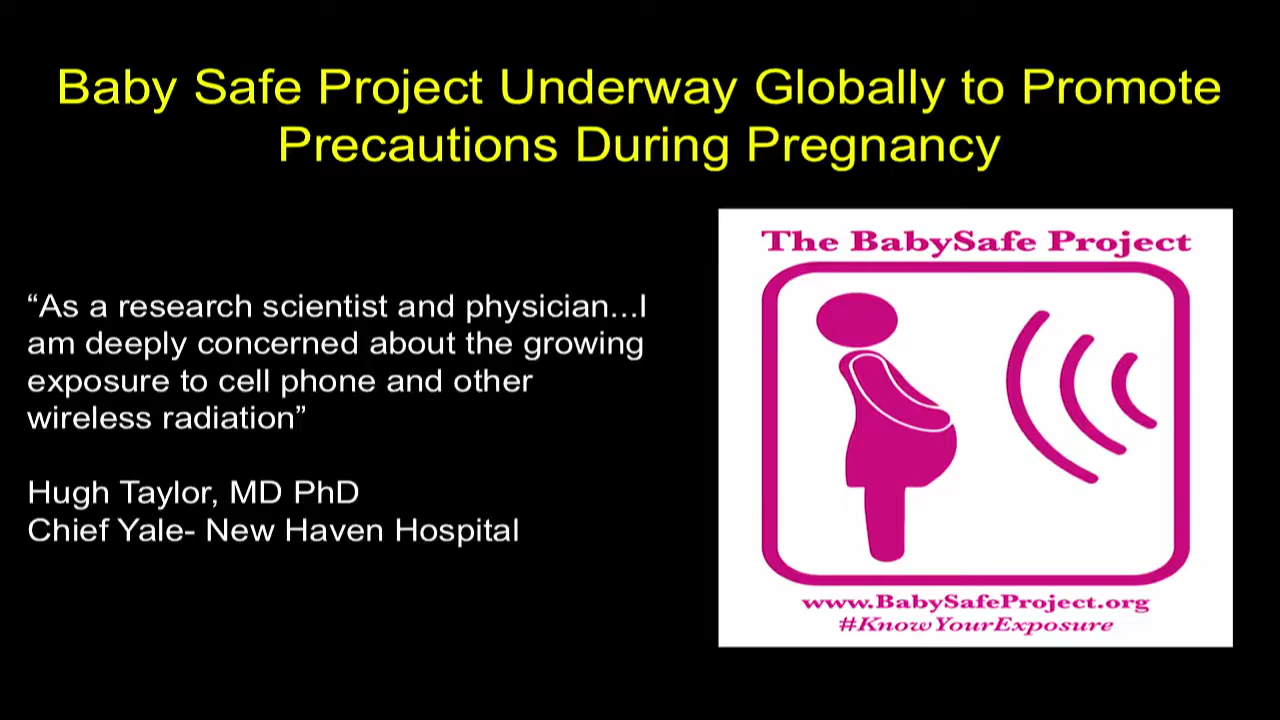 Baby Safe Project Underway Globally to Promote
Precautions During Pregnancy
“As a research scientist and physician...I
am deeply concerned about the growing
exposure to cell phone and other
wireless radiation”
Hugh Taylor, MD PhD
Chief Yale- New Haven Hospital
The BabySafe Project
www.BabySafeProject.org
#KnowYourExposure